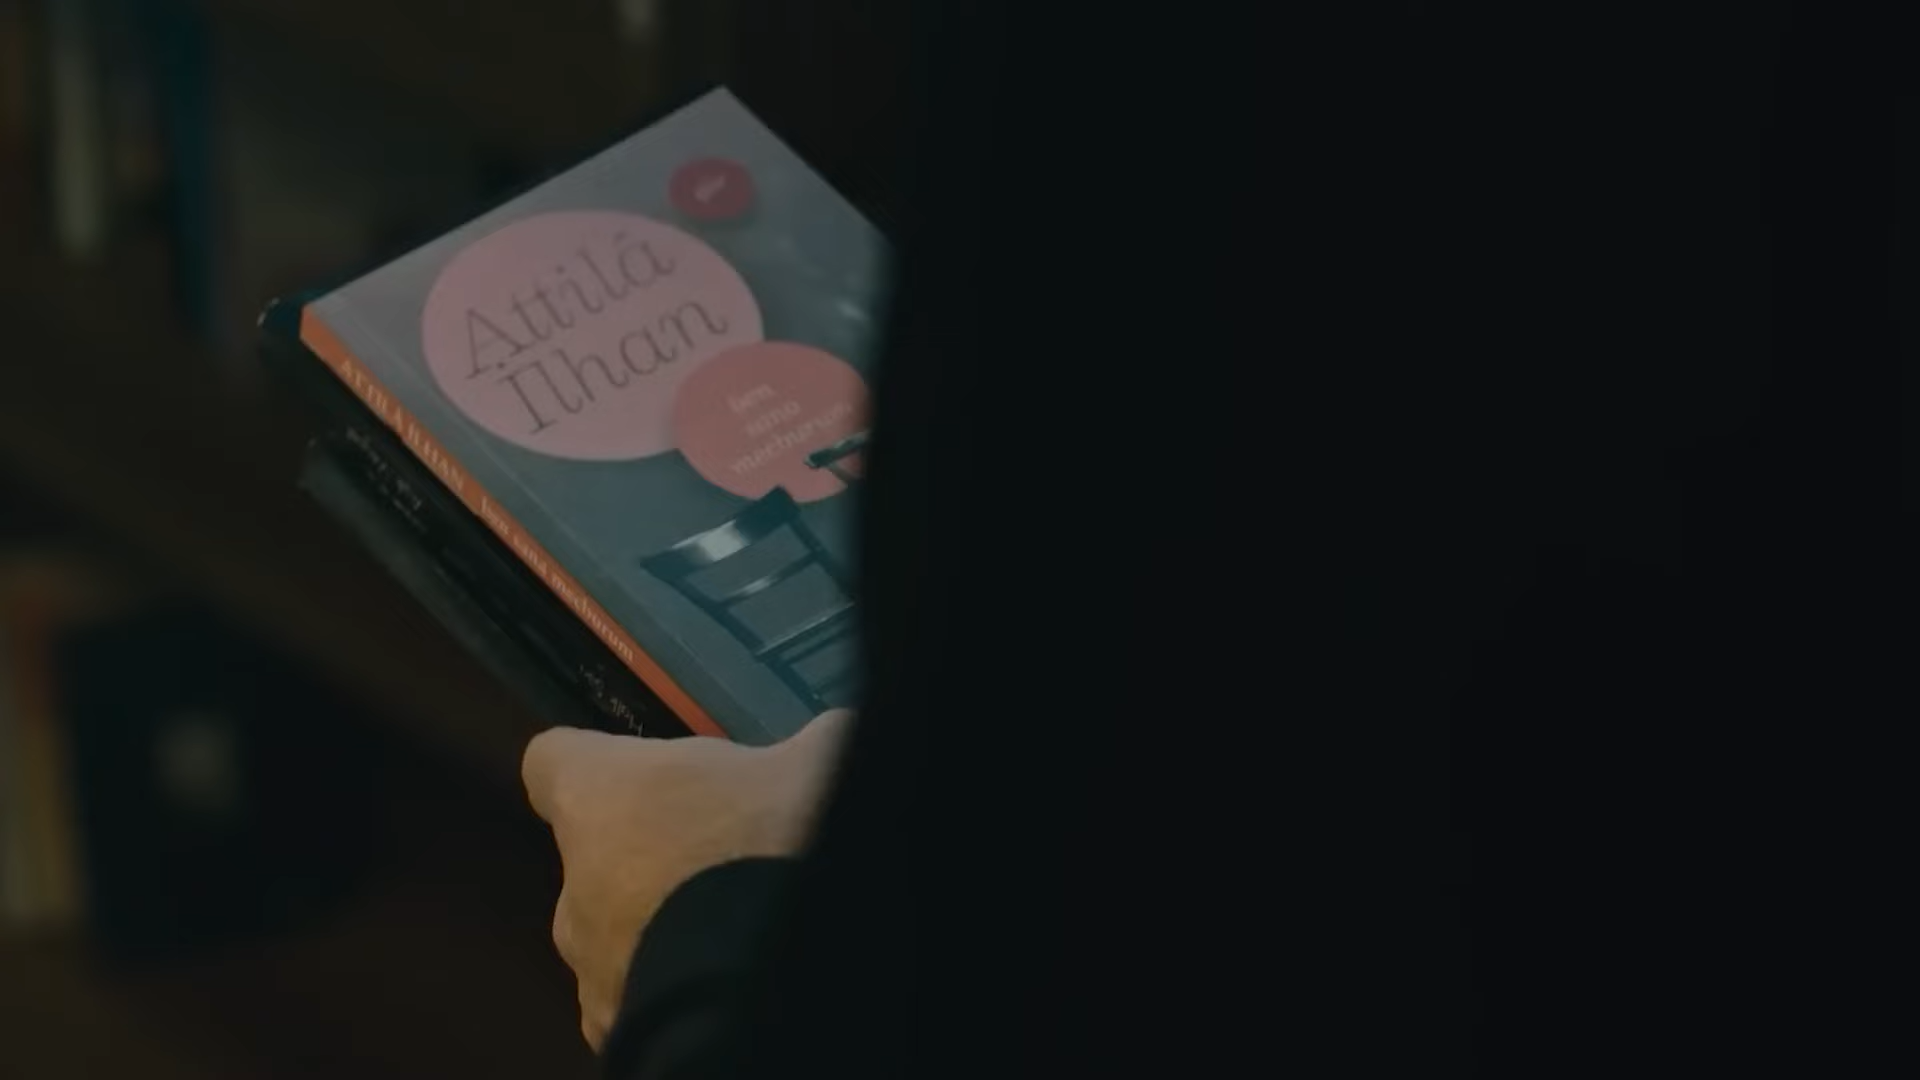 Attilâ
İlhan
ben
sana
mecburum
ATTİLÂ İLHAN ben sana mecburum